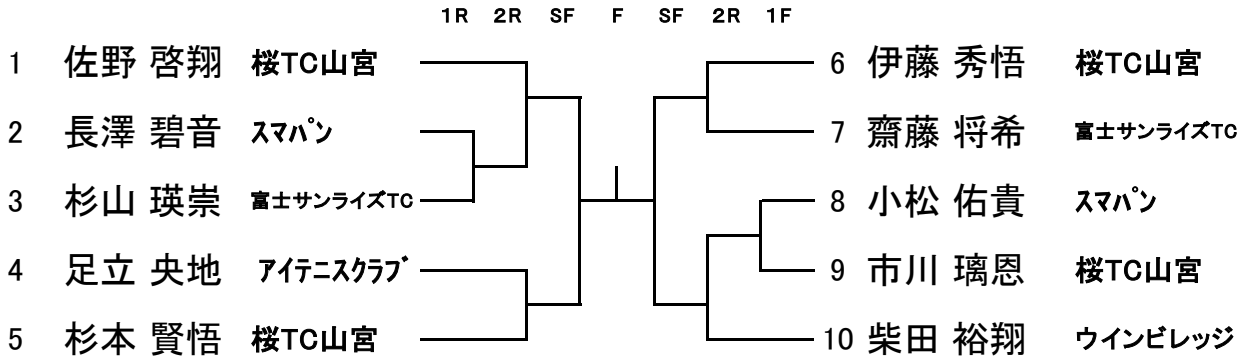 1R 2R SF F SF 2R 1F
1 佐野 啓翔 桜TC山宮 6 伊藤 秀悟 桜TC山宮
2 長澤 碧音 スマパン 7 齋藤 将希 富士サンライズTC
3 杉山 瑛崇 富士サンライズTC 8 小松 佑貴 スマパン
4 足立 央地 アイテニスクラブ 9 市川 璃恩 桜TC山宮
5 杉本 賢悟 桜TC山宮 10 柴田 裕翔 ウインビレッジ